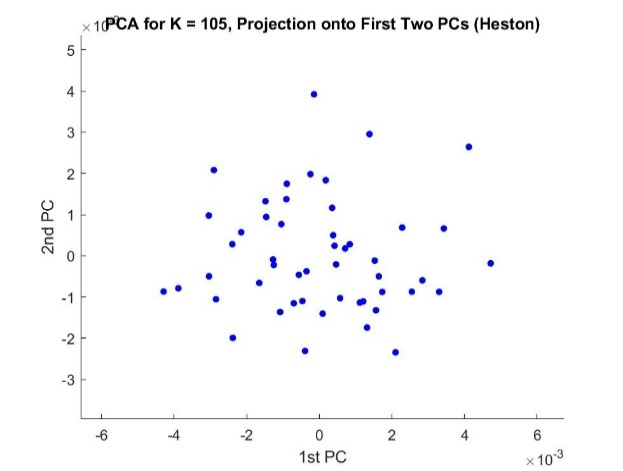 PCA for K = 105, Projection onto First Two PCs (Heston)
× 10
5
4
3
2
1
0
-1
-2
-3
2nd PC
-6 -4 -2 0 2 4 6
1st PC
× 10-3